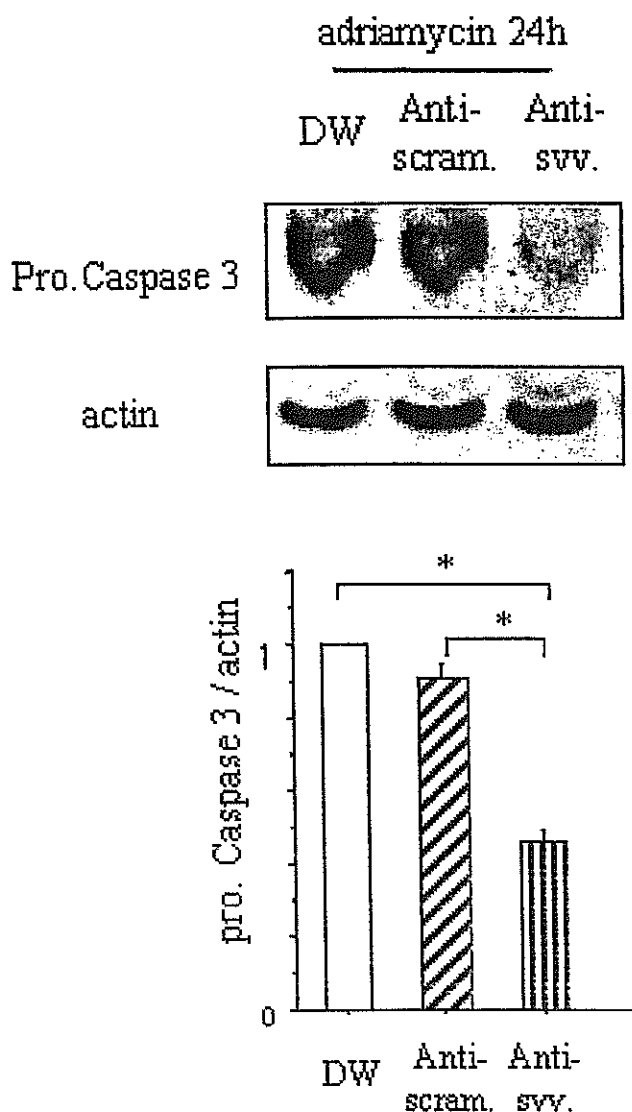 adriamycin 24h
DW Anti-scram. Anti-svv.
Pro.Caspase 3
actin
*
*
pro. Caspase 3 / actin
1
0
DW Anti-scram. Anti-svv.